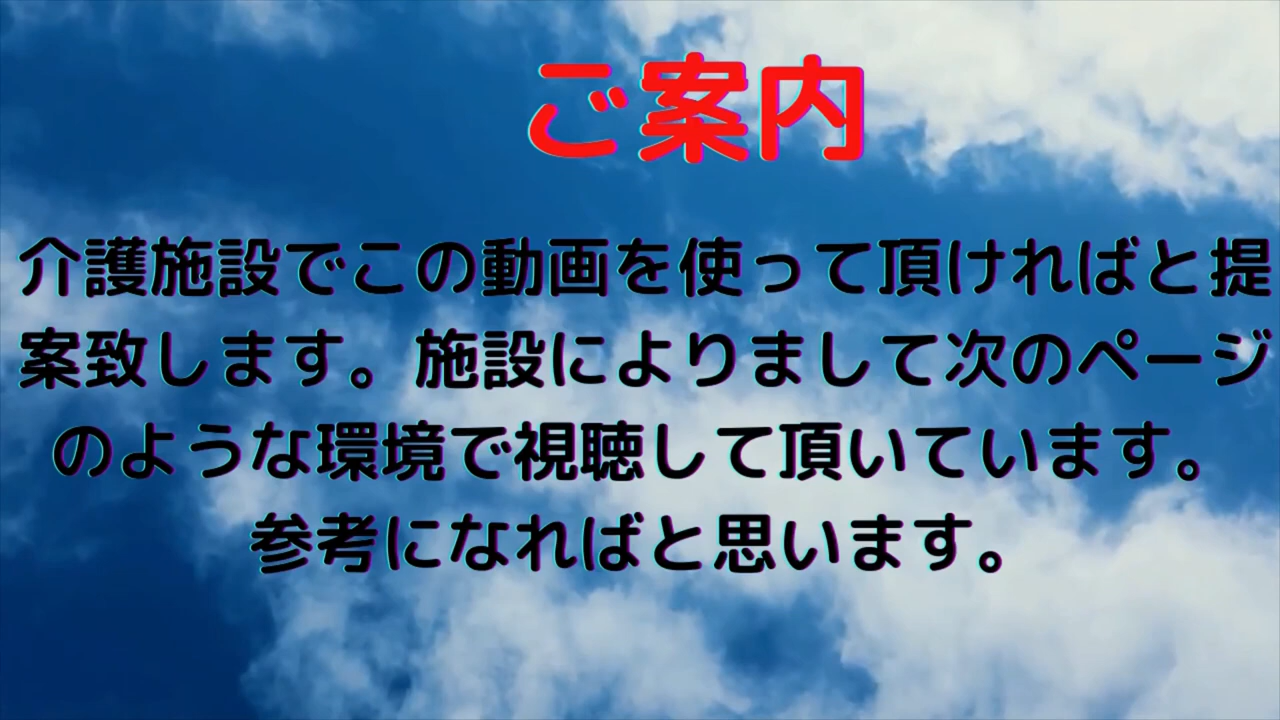 ご案内
介護施設でこの動画を使って頂ければと提
案致します。施設によりまして次のページ
のような環境で視聴して頂いています。
参考になればと思います。